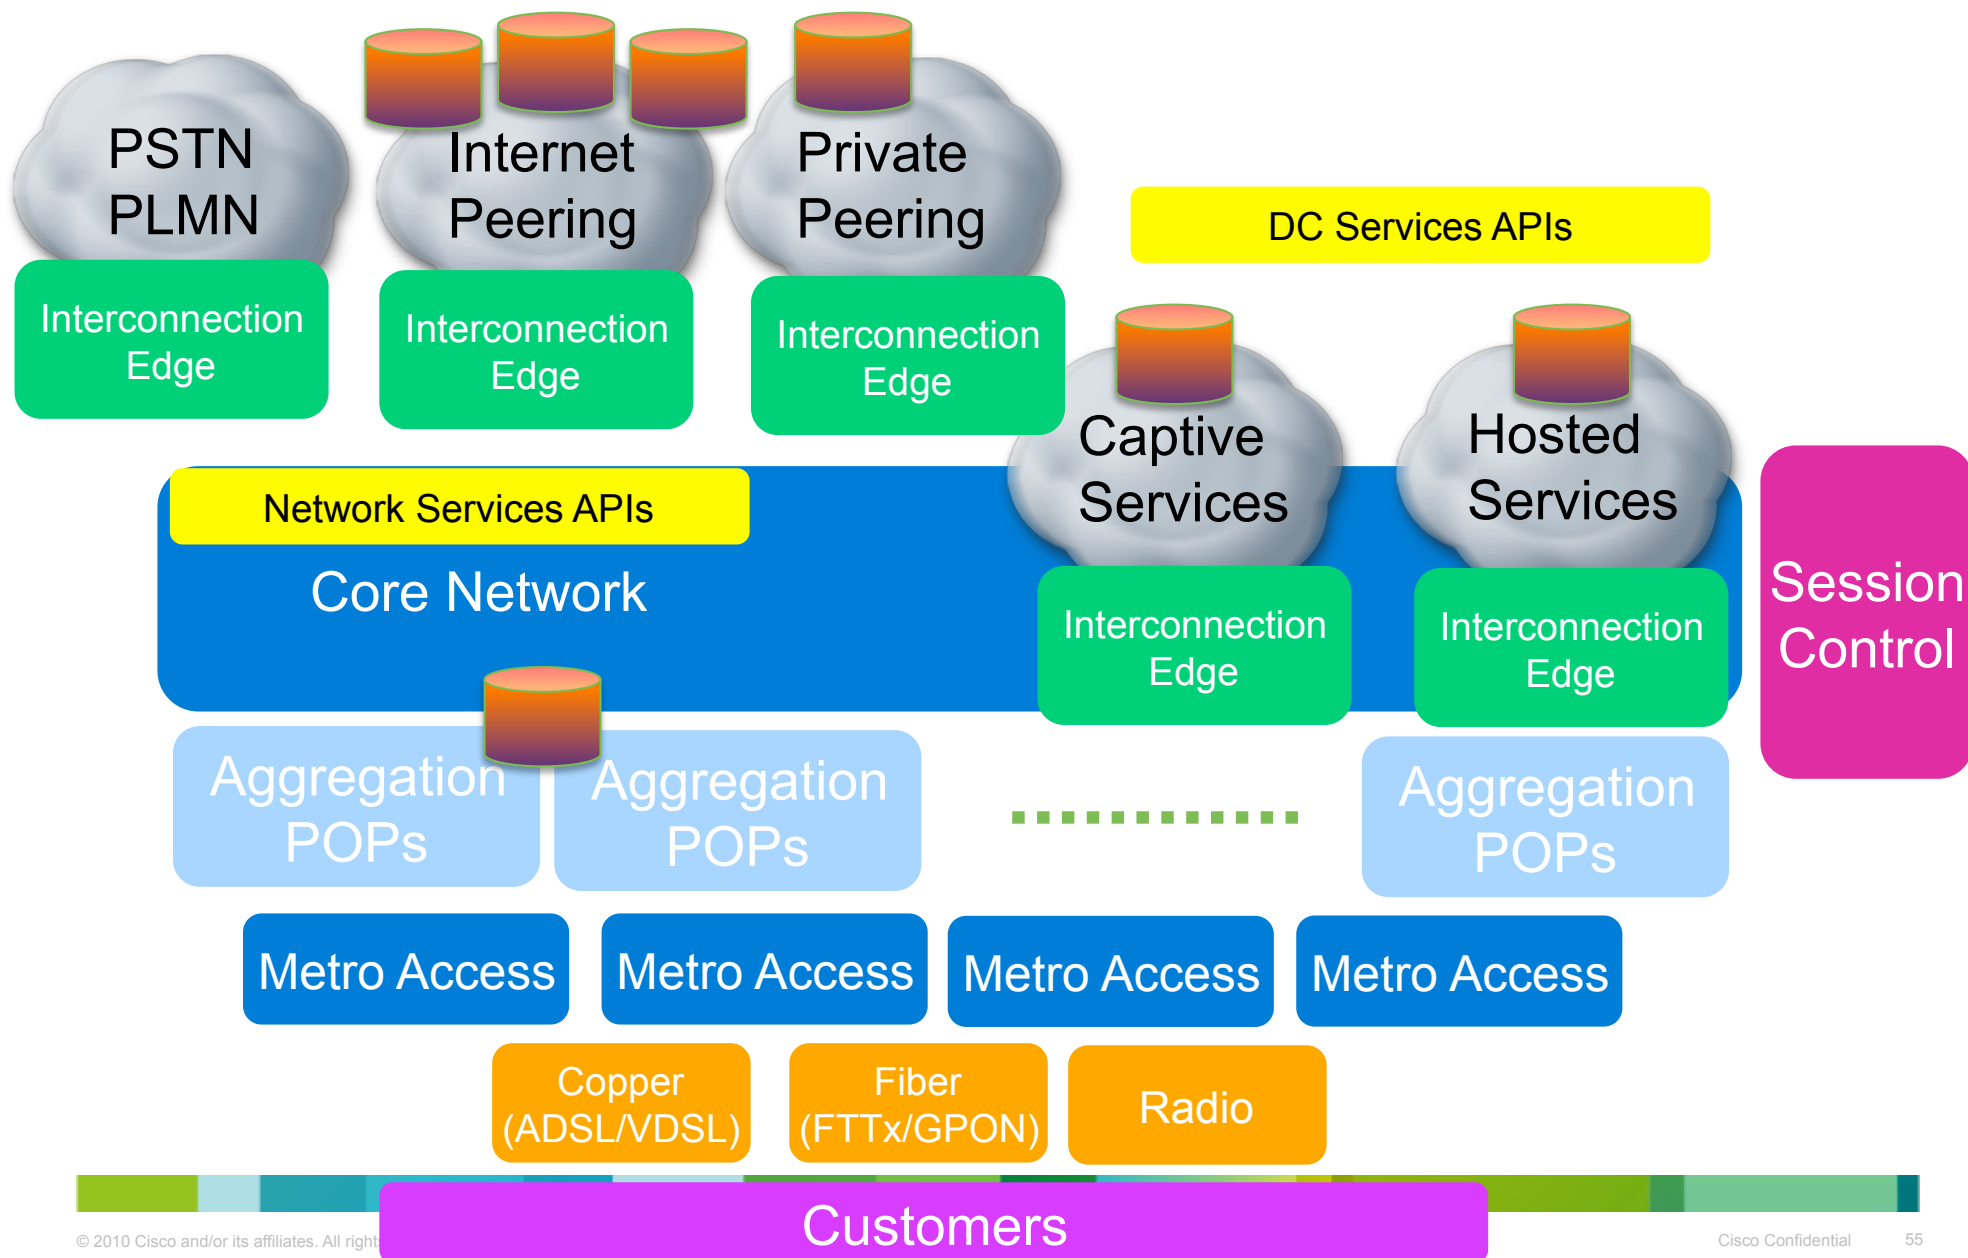 PSTN
PLMN
Internet
Peering
Private
Peering
DC Services APIs
Interconnection
Edge
Interconnection
Edge
Interconnection
Edge
Captive
Services
Hosted
Services
Network Services APIs
Core Network
Interconnection
Edge
Interconnection
Edge
Session
Control
Aggregation
POPs
Aggregation
POPs
Aggregation
POPs
Metro Access
Metro Access
Metro Access
Metro Access
Copper
(ADSL/VDSL)
Fiber
(FTTx/GPON)
Radio
Customers
© 2010 Cisco and/or its affiliates. All right
Cisco Confidential
55